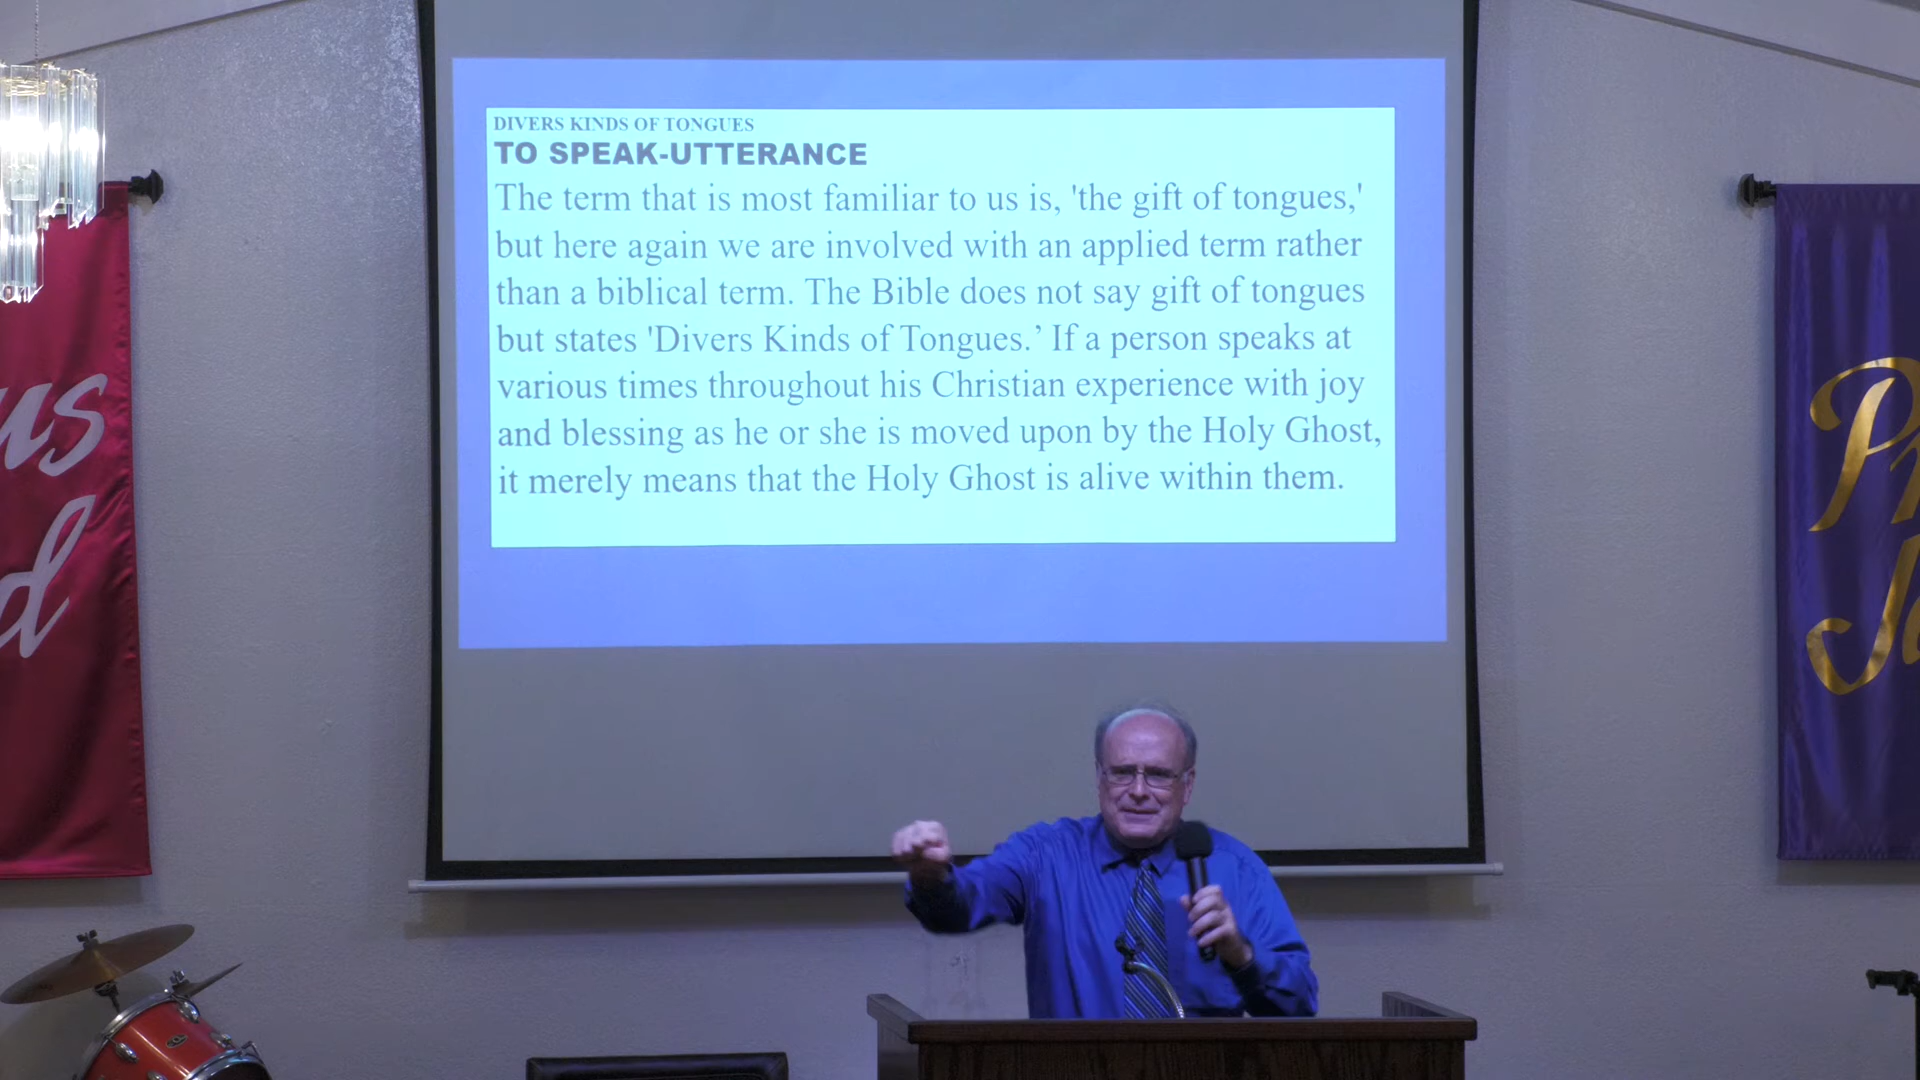 DIVERS KINDS OF TONGUES
TO SPEAK-UTTERANCE
The term that is most familiar to us is, 'the gift of tongues,'
but here again we are involved with an applied term rather
than a biblical term. The Bible does not say gift of tongues
but states 'Divers Kinds of Tongues.’ If a person speaks at
various times throughout his Christian experience with joy
and blessing as he or she is moved upon by the Holy Ghost,
it merely means that the Holy Ghost is alive within them.